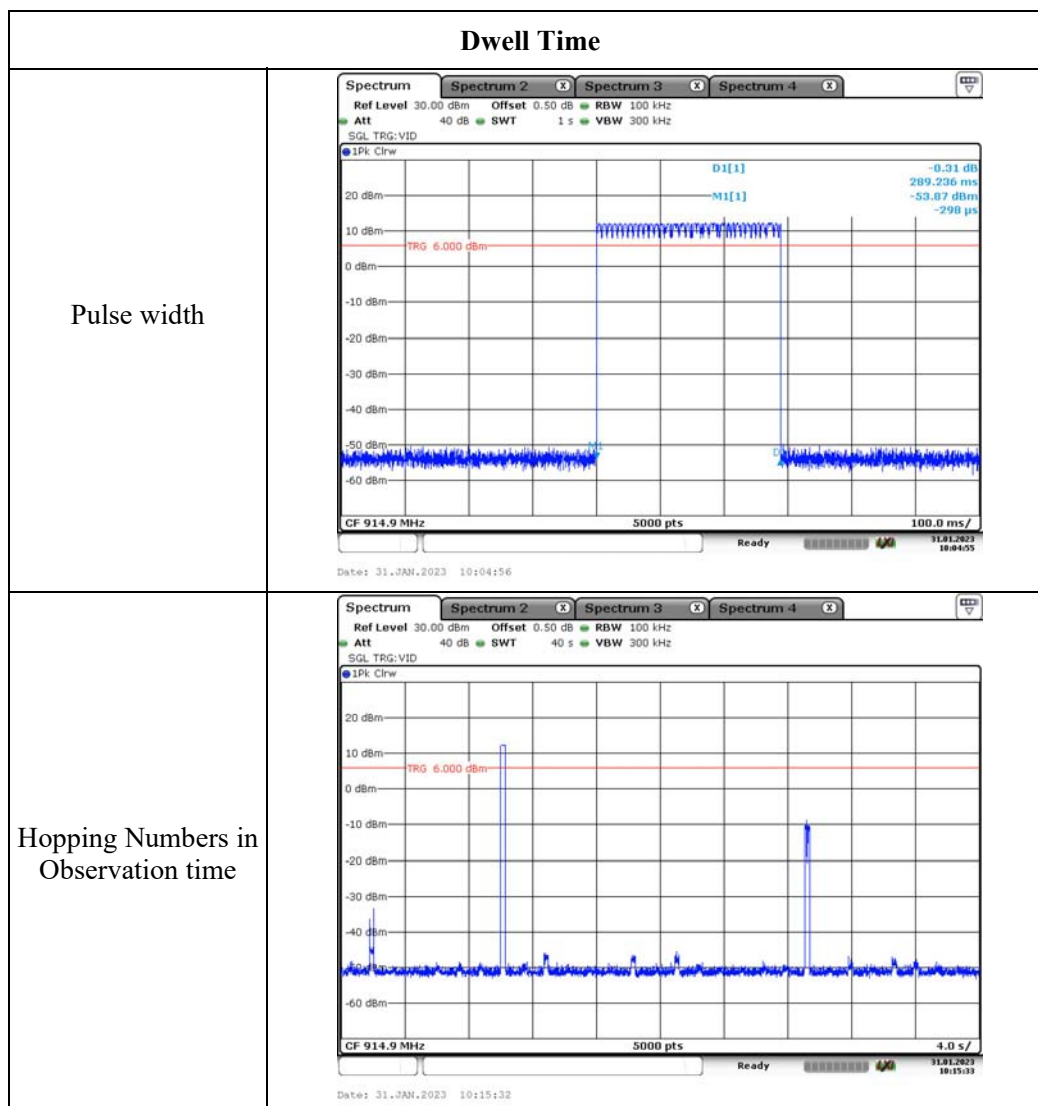 Dwell Time
Pulse width
Spectrum Spectrum 2 X Spectrum 3 X Spectrum 4 X
Ref Level 30.00 dBm Offset 0.50 dB RBW 100 kHz
Att 40 dB SWT 1 s VBW 300 kHz
SGL TRG:VID
1Pk Clrw
D1[1] -0.31 dB
289.236 ms
M1[1] -53.87 dBm
-298 µs
20 dBm
10 dBm
TRG 6.000 dBm
0 dBm
-10 dBm
-20 dBm
-30 dBm
-40 dBm
-50 dBm
M1
-60 dBm
CF 914.9 MHz 5000 pts 100.0 ms/
Ready 31.01.2023
10:04:55
Date: 31.JAN.2023 10:04:56
Hopping Numbers in
Observation time
Spectrum Spectrum 2 X Spectrum 3 X Spectrum 4 X
Ref Level 30.00 dBm Offset 0.50 dB RBW 100 kHz
Att 40 dB SWT 40 s VBW 300 kHz
SGL TRG:VID
1Pk Clrw
20 dBm
10 dBm
TRG 6.000 dBm
0 dBm
-10 dBm
-20 dBm
-30 dBm
-40 dBm
-60 dBm
CF 914.9 MHz 5000 pts 4.0 s/
Ready 31.01.2023
10:15:33
Date: 31.JAN.2023 10:15:32